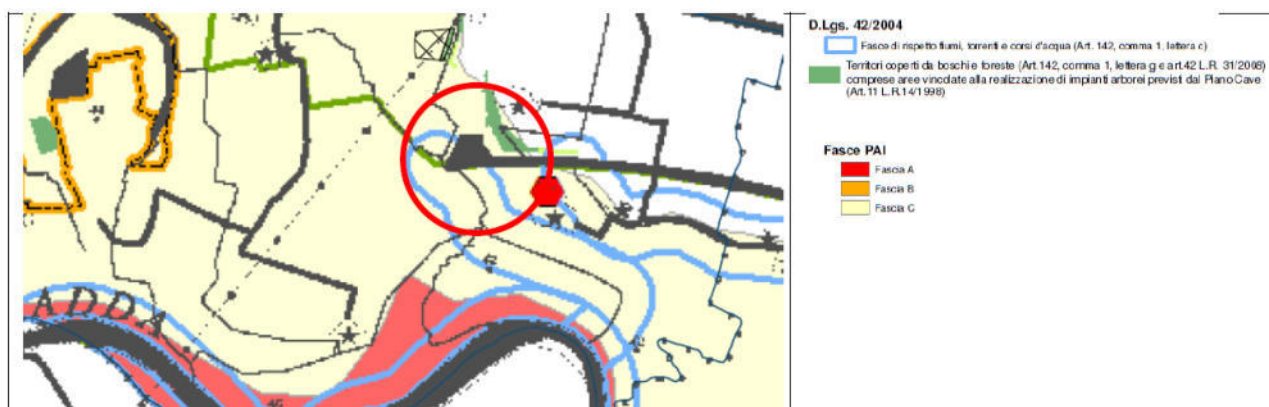 ADDA
D.Lgs. 42/2004
Fasce di rispetto fiumi, torrenti e corsi d'acqua (Art. 142, comma 1, lettera c)
Territori coperti da boschi e foreste (Art.142, comma 1, lettera g e art.42 L.R. 31/2008)
comprese aree vincolate alla realizzazione di impianti arborei previsti dal Piano Cave
(Art.11 L.R.14/1998)
Fasce PAI
Fascia A
Fascia B
Fascia C